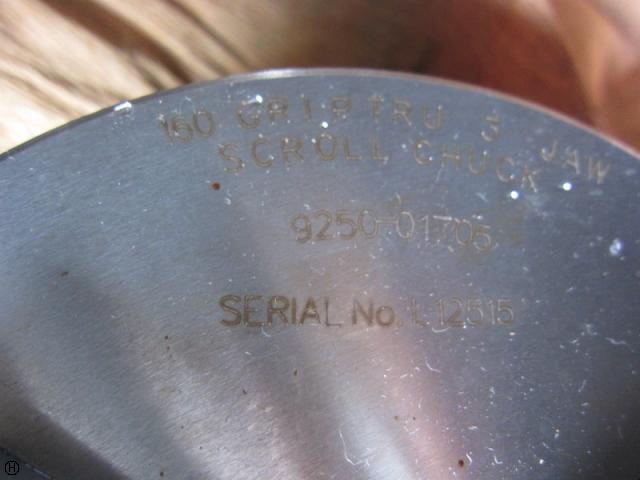 160 GRIPTRU 3 JAW
SCROLL CHUCK
9250-01705
SERIAL No. L12515
H